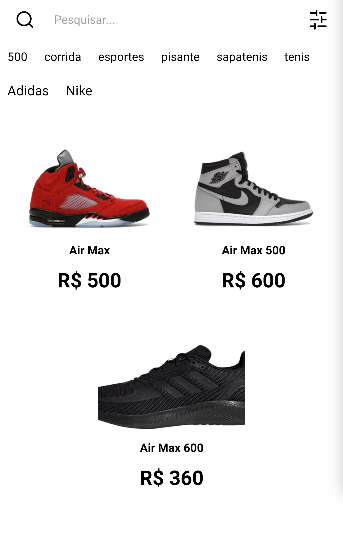 Pesquisar...
500 corrida esportes pisante sapatenis tenis
Adidas Nike
Air Max
R$ 500
Air Max 500
R$ 600
Air Max 600
R$ 360